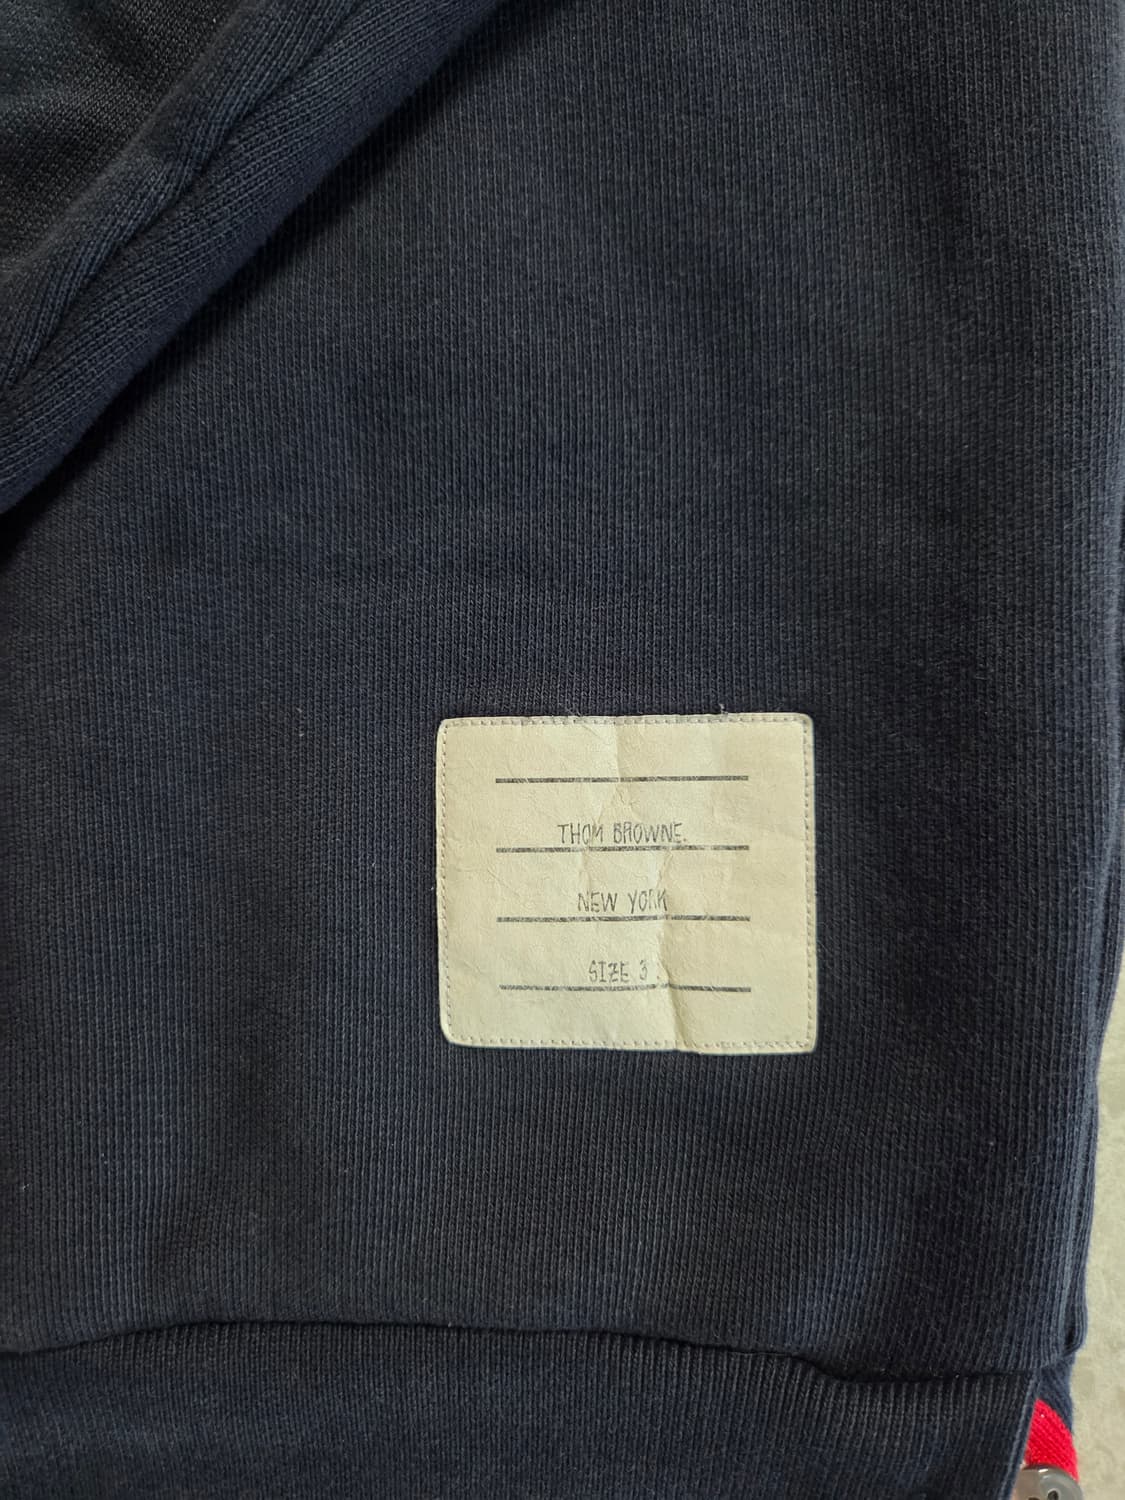 THOM BROWNE.
NEW YORK
SIZE 3.